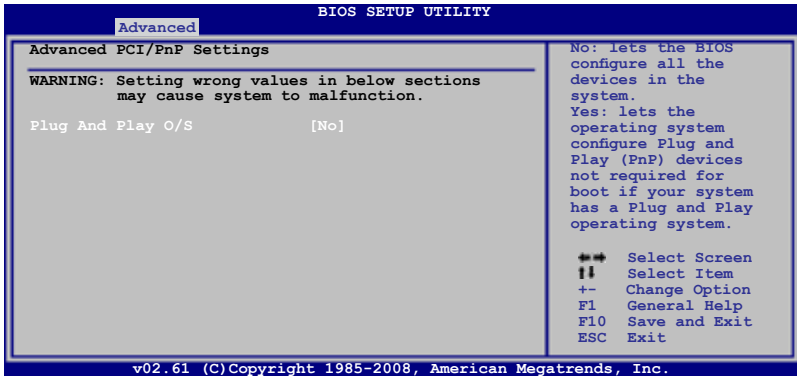 BIOS SETUP UTILITY
Advanced
Advanced PCI/PnP Settings
WARNING: Setting wrong values in below sections
may cause system to malfunction.
Plug And Play O/S [No]
No: lets the BIOS
configure all the
devices in the
system.
Yes: lets the
operating system
configure Plug and
Play (PnP) devices
not required for
boot if your system
has a Plug and Play
operating system.
←→ Select Screen
↑↓ Select Item
+- Change Option
F1 General Help
F10 Save and Exit
ESC Exit
v02.61 (C)Copyright 1985-2008, American Megatrends, Inc.